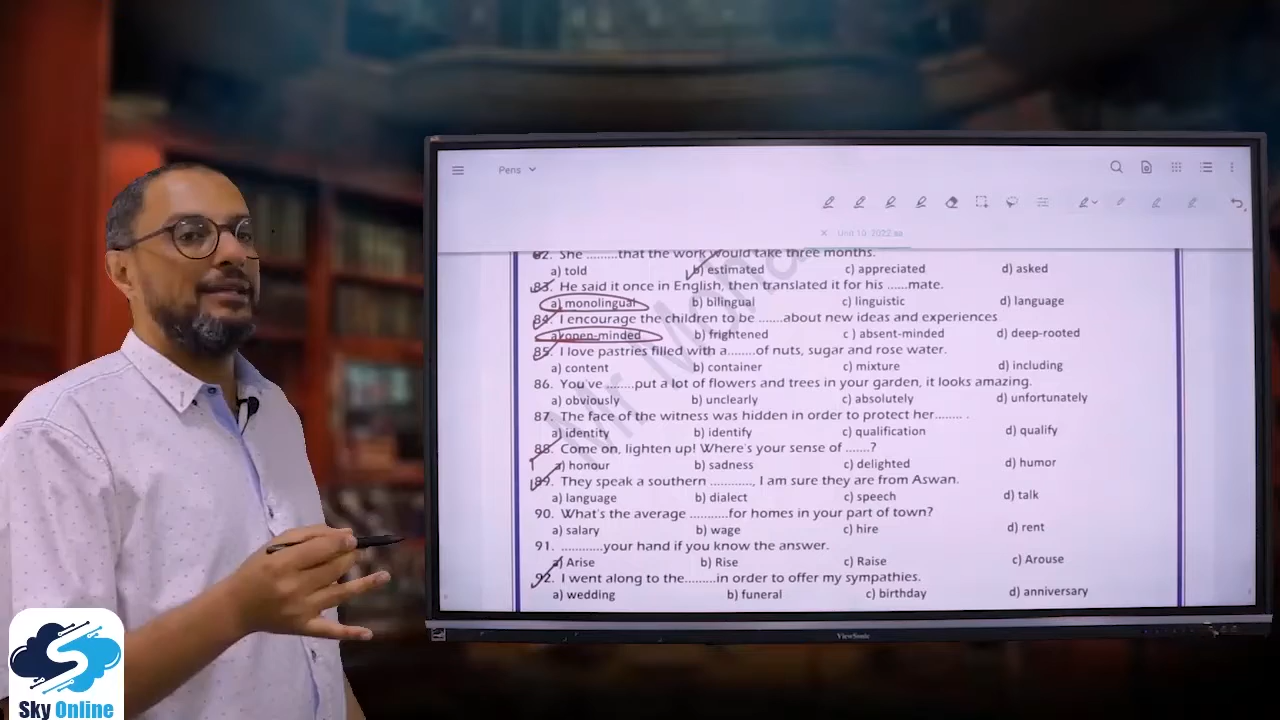 Pens
Unit 10, 2022.sa
82. She .........that the work would take three months.
a) told b) estimated c) appreciated d) asked
83. He said it once in English, then translated it for his ......mate.
a) monolingual b) bilingual c) linguistic d) language
84. I encourage the children to be .......about new ideas and experiences
a) open-minded b) frightened c ) absent-minded d) deep-rooted
85. I love pastries filled with a........of nuts, sugar and rose water.
a) content b) container c) mixture d) including
86. You've ........put a lot of flowers and trees in your garden, it looks amazing.
a) obviously b) unclearly c) absolutely d) unfortunately
87. The face of the witness was hidden in order to protect her........ .
a) identity b) identify c) qualification d) qualify
88. Come on, lighten up! Where's your sense of .......?
a) honour b) sadness c) delighted d) humor
89. They speak a southern ............, I am sure they are from Aswan.
a) language b) dialect c) speech d) talk
90. What's the average ...........for homes in your part of town?
a) salary b) wage c) hire d) rent
91. ............your hand if you know the answer.
a) Arise b) Rise c) Raise c) Arouse
92. I went along to the.........in order to offer my sympathies.
a) wedding b) funeral c) birthday d) anniversary
ViewSonic
Sky Online